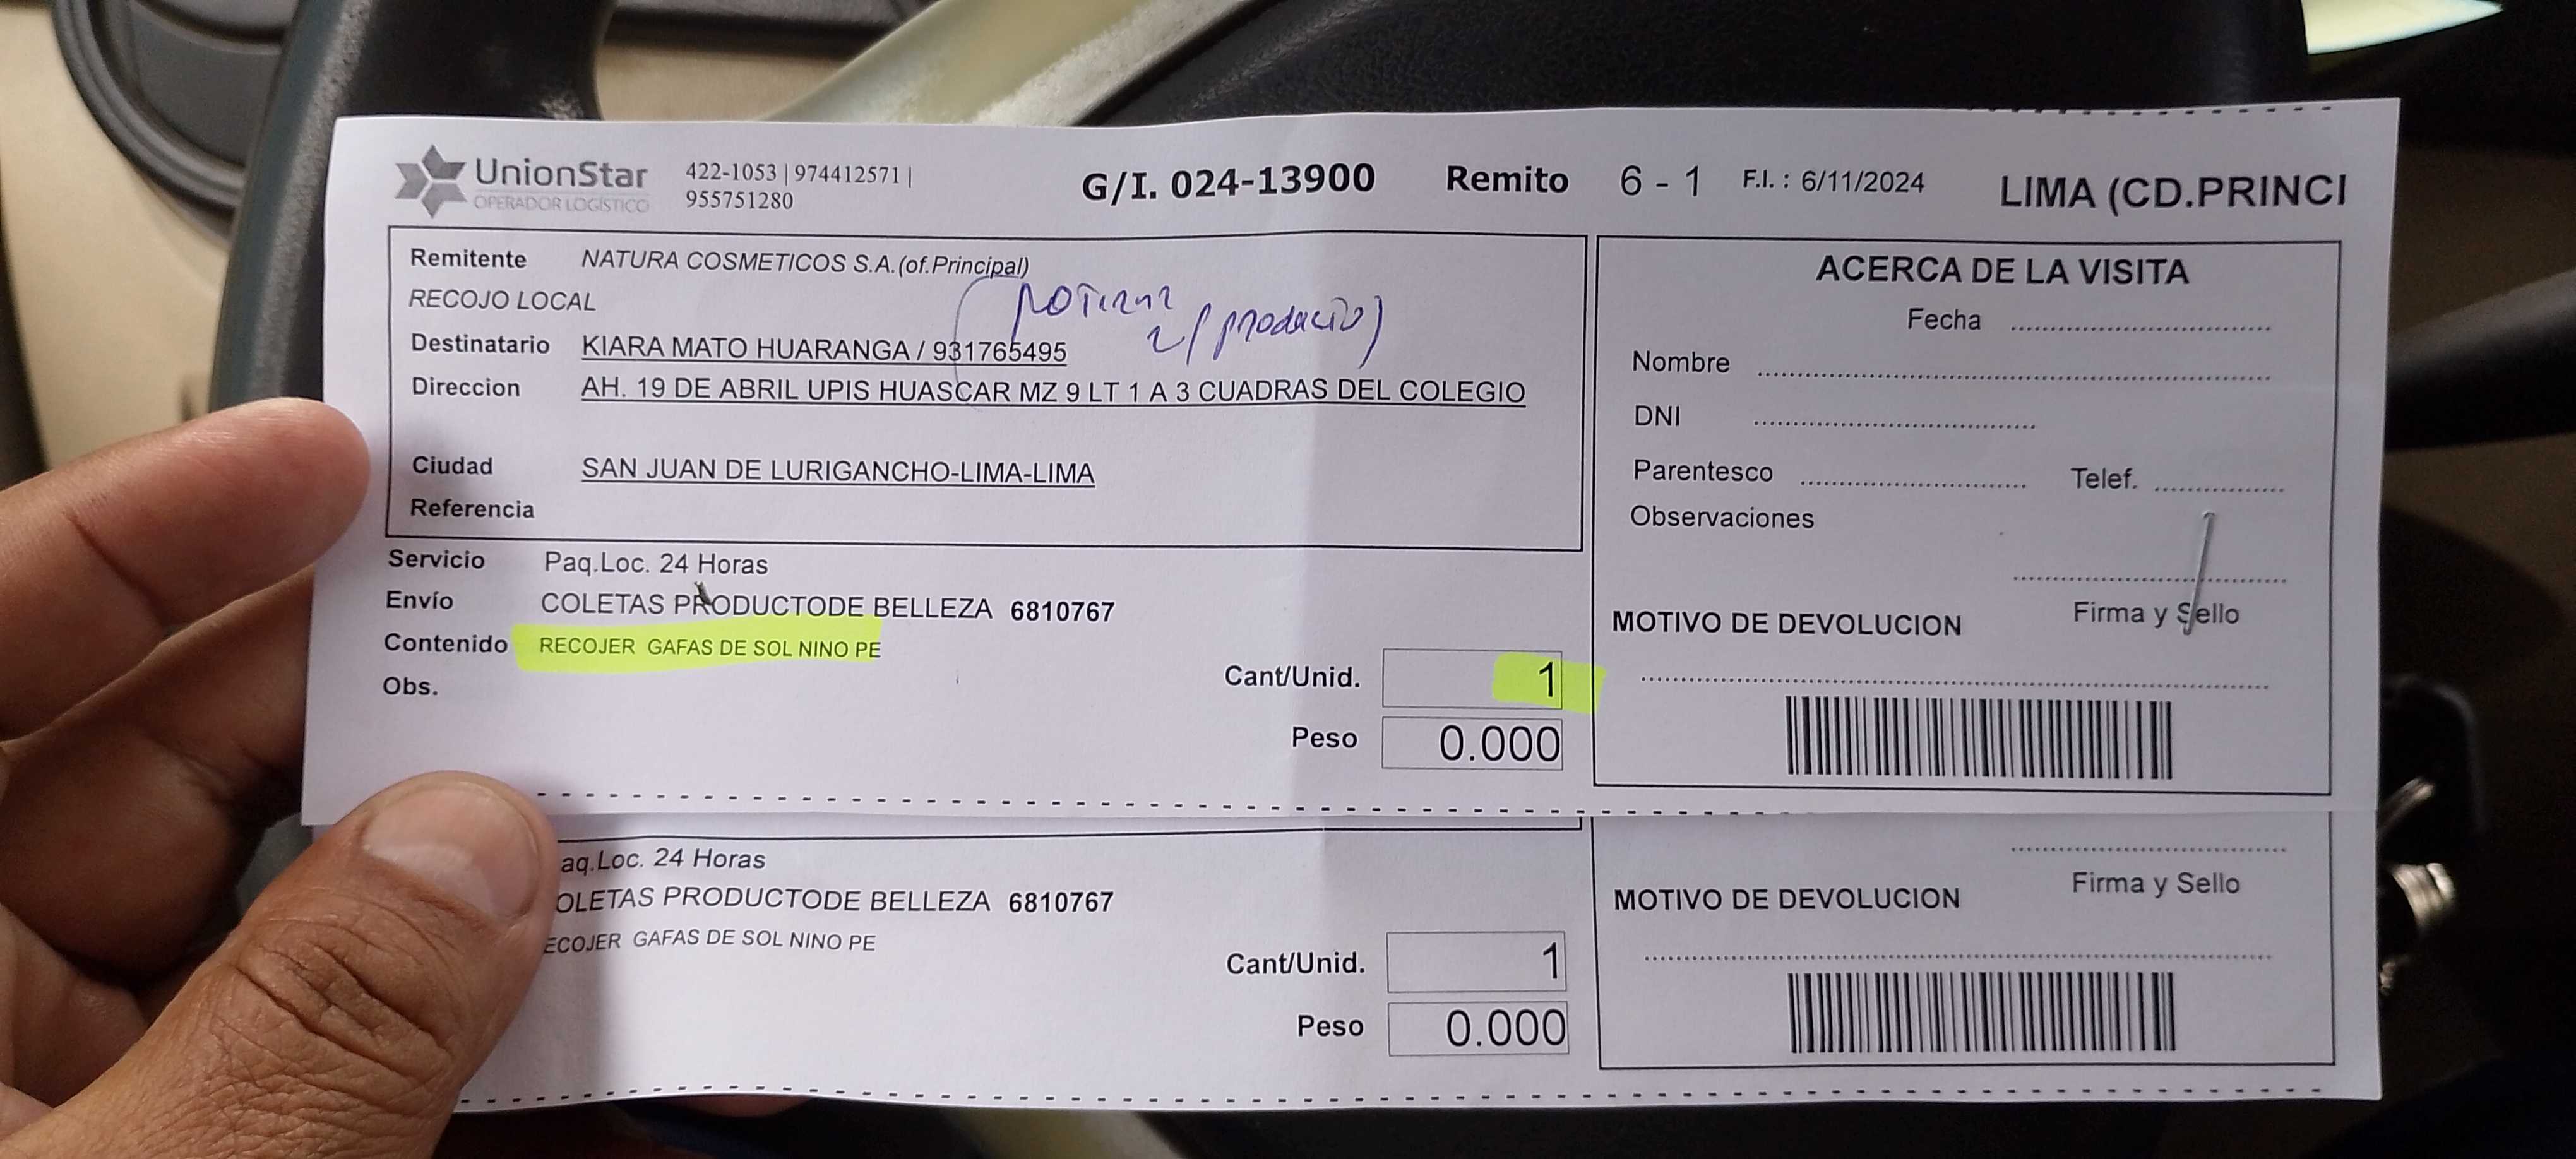 UnionStar
OPERADOR LOGÍSTICO
422-1053 | 974412571 |
955751280
G/I. 024-13900 Remito 6 - 1 F.I. : 6/11/2024 LIMA (CD.PRINCI
Remitente NATURA COSMETICOS S.A.(of.Principal)
RECOJO LOCAL
Destinatario KIARA MATO HUARANGA / 931765495
Direccion AH. 19 DE ABRIL UPIS HUASCAR MZ 9 LT 1 A 3 CUADRAS DEL COLEGIO
Ciudad SAN JUAN DE LURIGANCHO-LIMA-LIMA
Referencia
Servicio Paq.Loc. 24 Horas
Envío COLETAS PRODUCTODE BELLEZA 6810767
Contenido RECOJER GAFAS DE SOL NINO PE
Obs.
Cant/Unid. 1
Peso 0.000
ACERCA DE LA VISITA
Fecha
Nombre
DNI
Parentesco Telef.
Observaciones
Firma y Sello
MOTIVO DE DEVOLUCION
aq.Loc. 24 Horas
OLETAS PRODUCTODE BELLEZA 6810767
ECOJER GAFAS DE SOL NINO PE
Cant/Unid. 1
Peso 0.000
Firma y Sello
MOTIVO DE DEVOLUCION